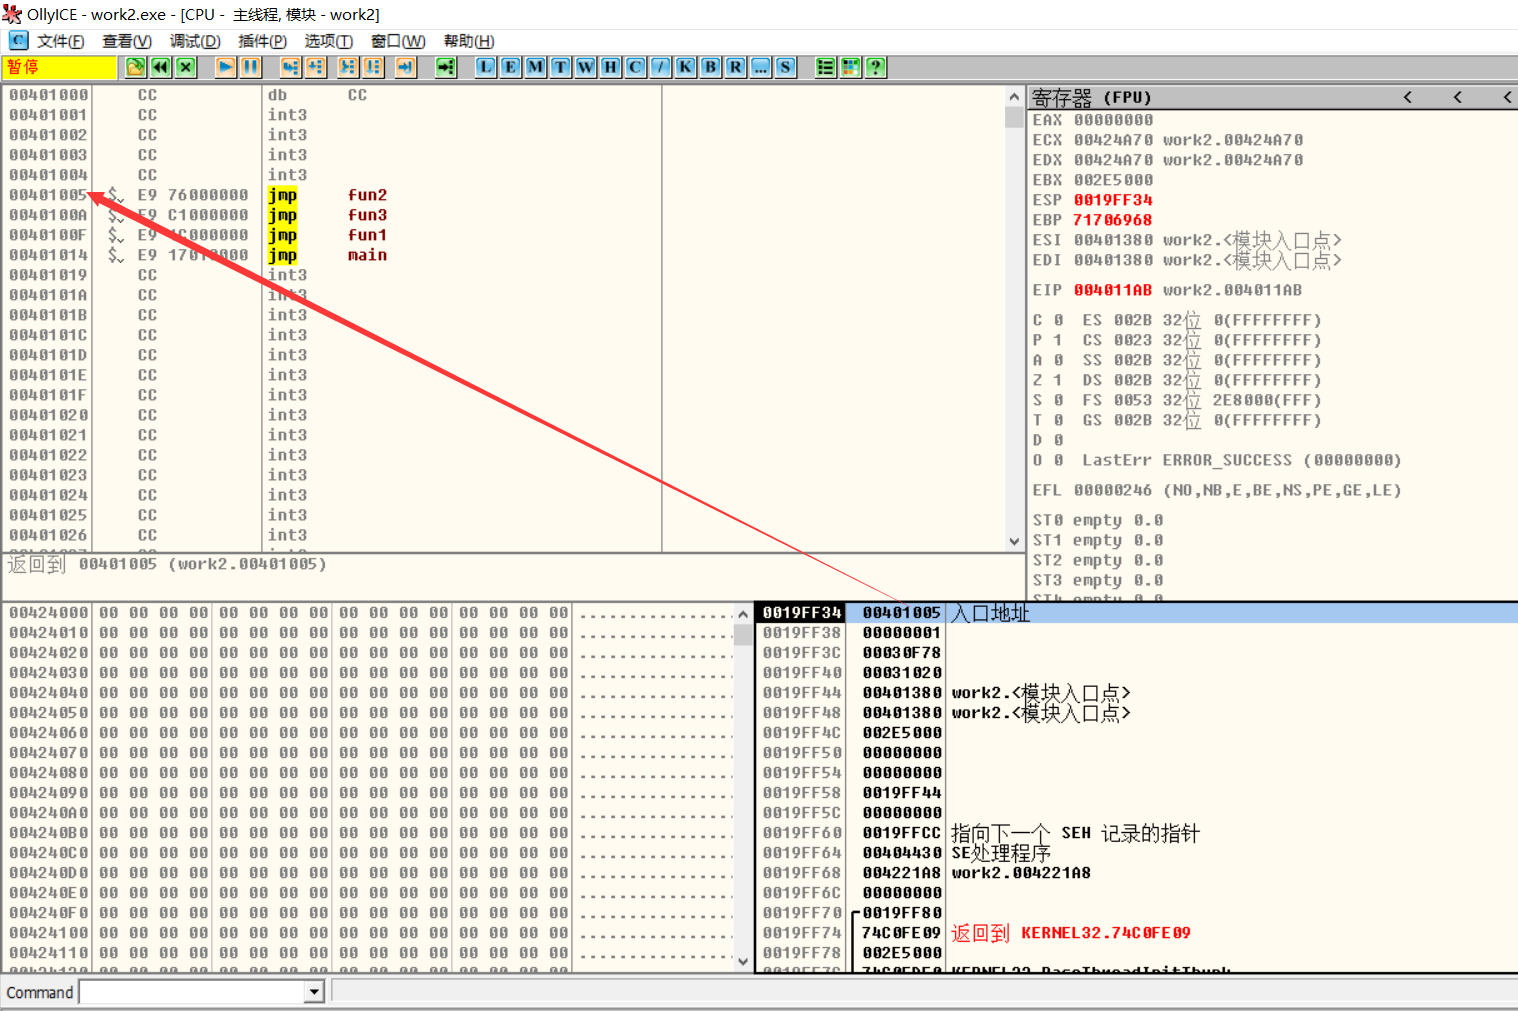 OllyICE - work2.exe - [CPU - 主线程, 模块 - work2]
C 文件(F) 查看(V) 调试(D) 插件(P) 选项(T) 窗口(W) 帮助(H)
暂停 L E M T W H C / K B R ... S ?
00401000 CC db CC
00401001 CC int3
00401002 CC int3
00401003 CC int3
00401004 CC int3
00401005 $ E9 76000000 jmp fun2
0040100A $ E9 C1000000 jmp fun3
0040100F $ E9 1C000000 jmp fun1
00401014 $ E9 17010000 jmp main
00401019 CC int3
0040101A CC int3
0040101B CC int3
0040101C CC int3
0040101D CC int3
0040101E CC int3
0040101F CC int3
00401020 CC int3
00401021 CC int3
00401022 CC int3
00401023 CC int3
00401024 CC int3
00401025 CC int3
00401026 CC int3
返回到 00401005 (work2.00401005)
寄存器 (FPU) < < <
EAX 00000000
ECX 00424A70 work2.00424A70
EDX 00424A70 work2.00424A70
EBX 002E5000
ESP 0019FF34
EBP 71706968
ESI 00401380 work2.<模块入口点>
EDI 00401380 work2.<模块入口点>
EIP 004011AB work2.004011AB
C 0 ES 002B 32位 0(FFFFFFFF)
P 1 CS 0023 32位 0(FFFFFFFF)
A 0 SS 002B 32位 0(FFFFFFFF)
Z 1 DS 002B 32位 0(FFFFFFFF)
S 0 FS 0053 32位 2E8000(FFF)
T 0 GS 002B 32位 0(FFFFFFFF)
D 0
O 0 LastErr ERROR_SUCCESS (00000000)
EFL 00000246 (NO,NB,E,BE,NS,PE,GE,LE)
ST0 empty 0.0
ST1 empty 0.0
ST2 empty 0.0
ST3 empty 0.0
00424000 00 00 00 00 00 00 00 00 00 00 00 00 00 00 00 00 ................
00424010 00 00 00 00 00 00 00 00 00 00 00 00 00 00 00 00 ................
00424020 00 00 00 00 00 00 00 00 00 00 00 00 00 00 00 00 ................
00424030 00 00 00 00 00 00 00 00 00 00 00 00 00 00 00 00 ................
00424040 00 00 00 00 00 00 00 00 00 00 00 00 00 00 00 00 ................
00424050 00 00 00 00 00 00 00 00 00 00 00 00 00 00 00 00 ................
00424060 00 00 00 00 00 00 00 00 00 00 00 00 00 00 00 00 ................
00424070 00 00 00 00 00 00 00 00 00 00 00 00 00 00 00 00 ................
00424080 00 00 00 00 00 00 00 00 00 00 00 00 00 00 00 00 ................
00424090 00 00 00 00 00 00 00 00 00 00 00 00 00 00 00 00 ................
004240A0 00 00 00 00 00 00 00 00 00 00 00 00 00 00 00 00 ................
004240B0 00 00 00 00 00 00 00 00 00 00 00 00 00 00 00 00 ................
004240C0 00 00 00 00 00 00 00 00 00 00 00 00 00 00 00 00 ................
004240D0 00 00 00 00 00 00 00 00 00 00 00 00 00 00 00 00 ................
004240E0 00 00 00 00 00 00 00 00 00 00 00 00 00 00 00 00 ................
004240F0 00 00 00 00 00 00 00 00 00 00 00 00 00 00 00 00 ................
00424100 00 00 00 00 00 00 00 00 00 00 00 00 00 00 00 00 ................
00424110 00 00 00 00 00 00 00 00 00 00 00 00 00 00 00 00 ................
0019FF34 00401005 入口地址
0019FF38 00000001
0019FF3C 00030F78
0019FF40 00031020
0019FF44 00401380 work2.<模块入口点>
0019FF48 00401380 work2.<模块入口点>
0019FF4C 002E5000
0019FF50 00000000
0019FF54 00000000
0019FF58 0019FF44
0019FF5C 00000000
0019FF60 0019FFCC 指向下一个 SEH 记录的指针
0019FF64 00404430 SE处理程序
0019FF68 004221A8 work2.004221A8
0019FF6C 00000000
0019FF70 0019FF80
0019FF74 74C0FE09 返回到 KERNEL32.74C0FE09
0019FF78 002E5000
Command